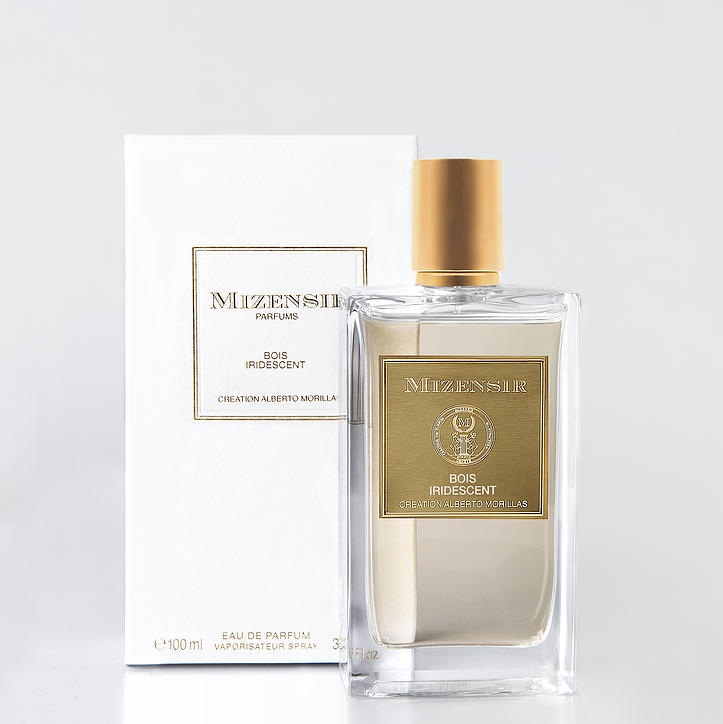 MIZENSIR
PARFUMS
BOIS
IRIDESCENT
CREATION ALBERTO MORILLAS
℮100 ml
EAU DE PARFUM
VAPORISATEUR SPRAY
MIZENSIR
BOIS
IRIDESCENT
CREATION ALBERTO MORILLAS